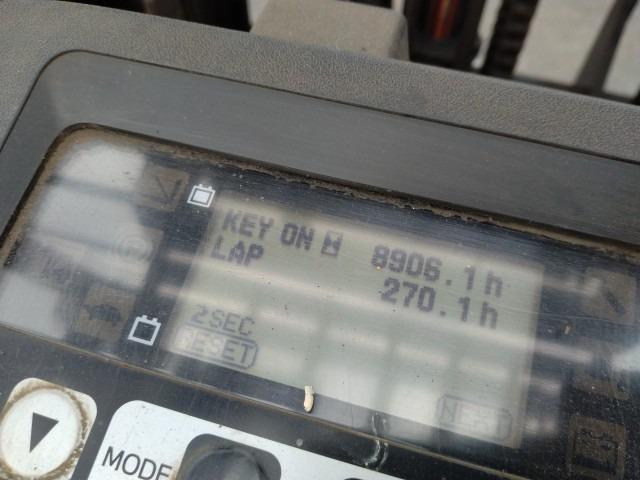 KEY ON 8906.1h
LAP 270.1h
2SEC
RESET
NEXT
MODE